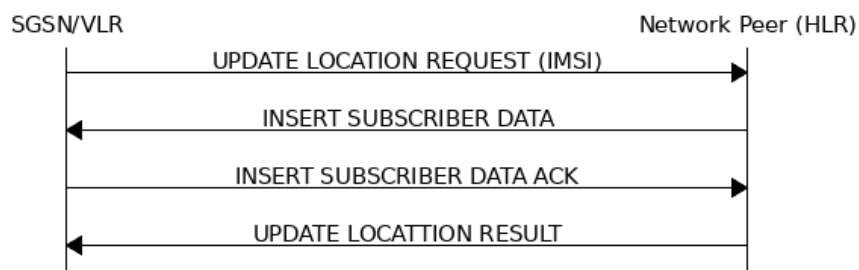 SGSN/VLR Network Peer (HLR)
UPDATE LOCATION REQUEST (IMSI)
INSERT SUBSCRIBER DATA
INSERT SUBSCRIBER DATA ACK
UPDATE LOCATTION RESULT